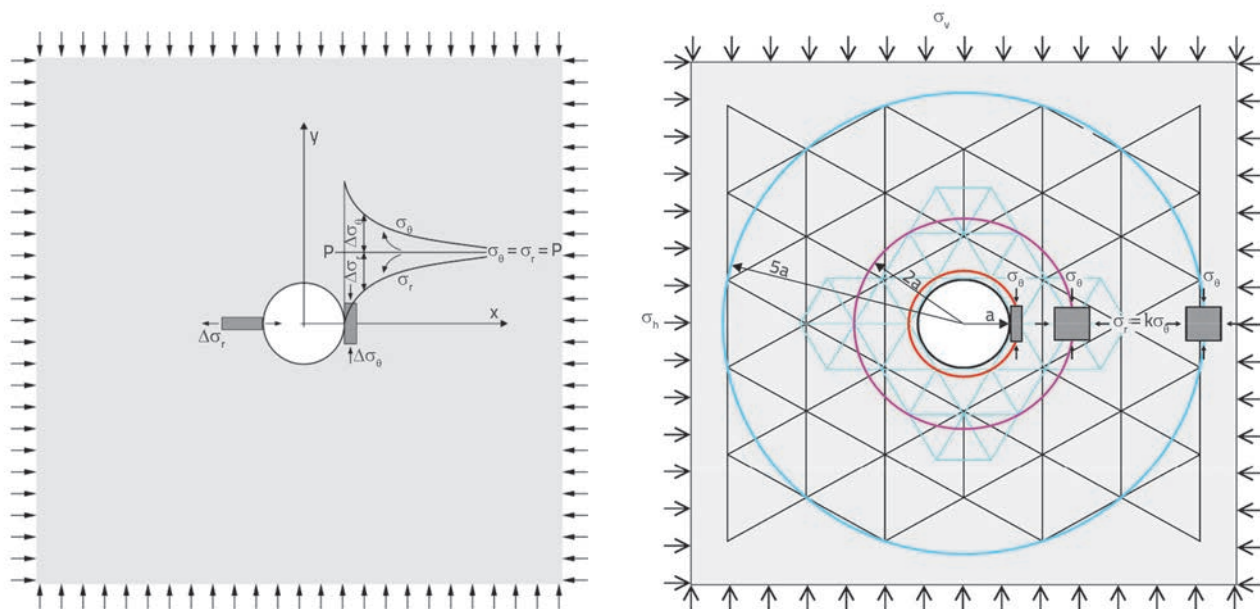 y
Δσθ
σθ
P
σθ = σr = P
Δσr
σr
x
Δσr
Δσθ
σv
σh
5a
2a
a
σθ
σθ
σθ
σr = kσθ